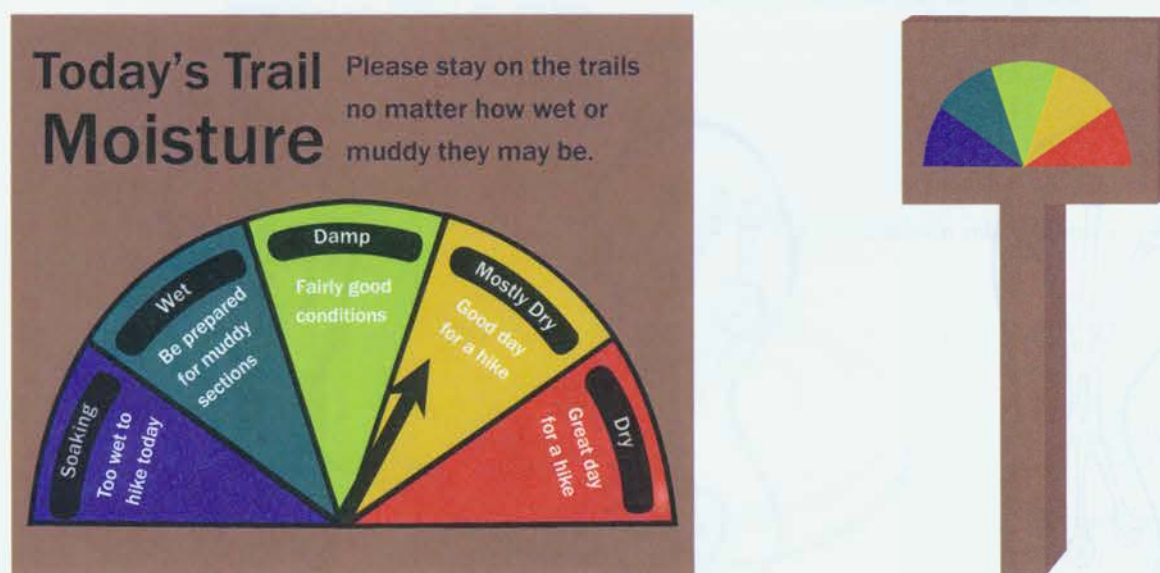 Today's Trail
Moisture
Please stay on the trails
no matter how wet or
muddy they may be.
Soaking
Too wet to
hike today
Wet
Be prepared
for muddy
sections
Damp
Fairly good
conditions
Mostly Dry
Good day
for a hike
Dry
Great day
for a hike